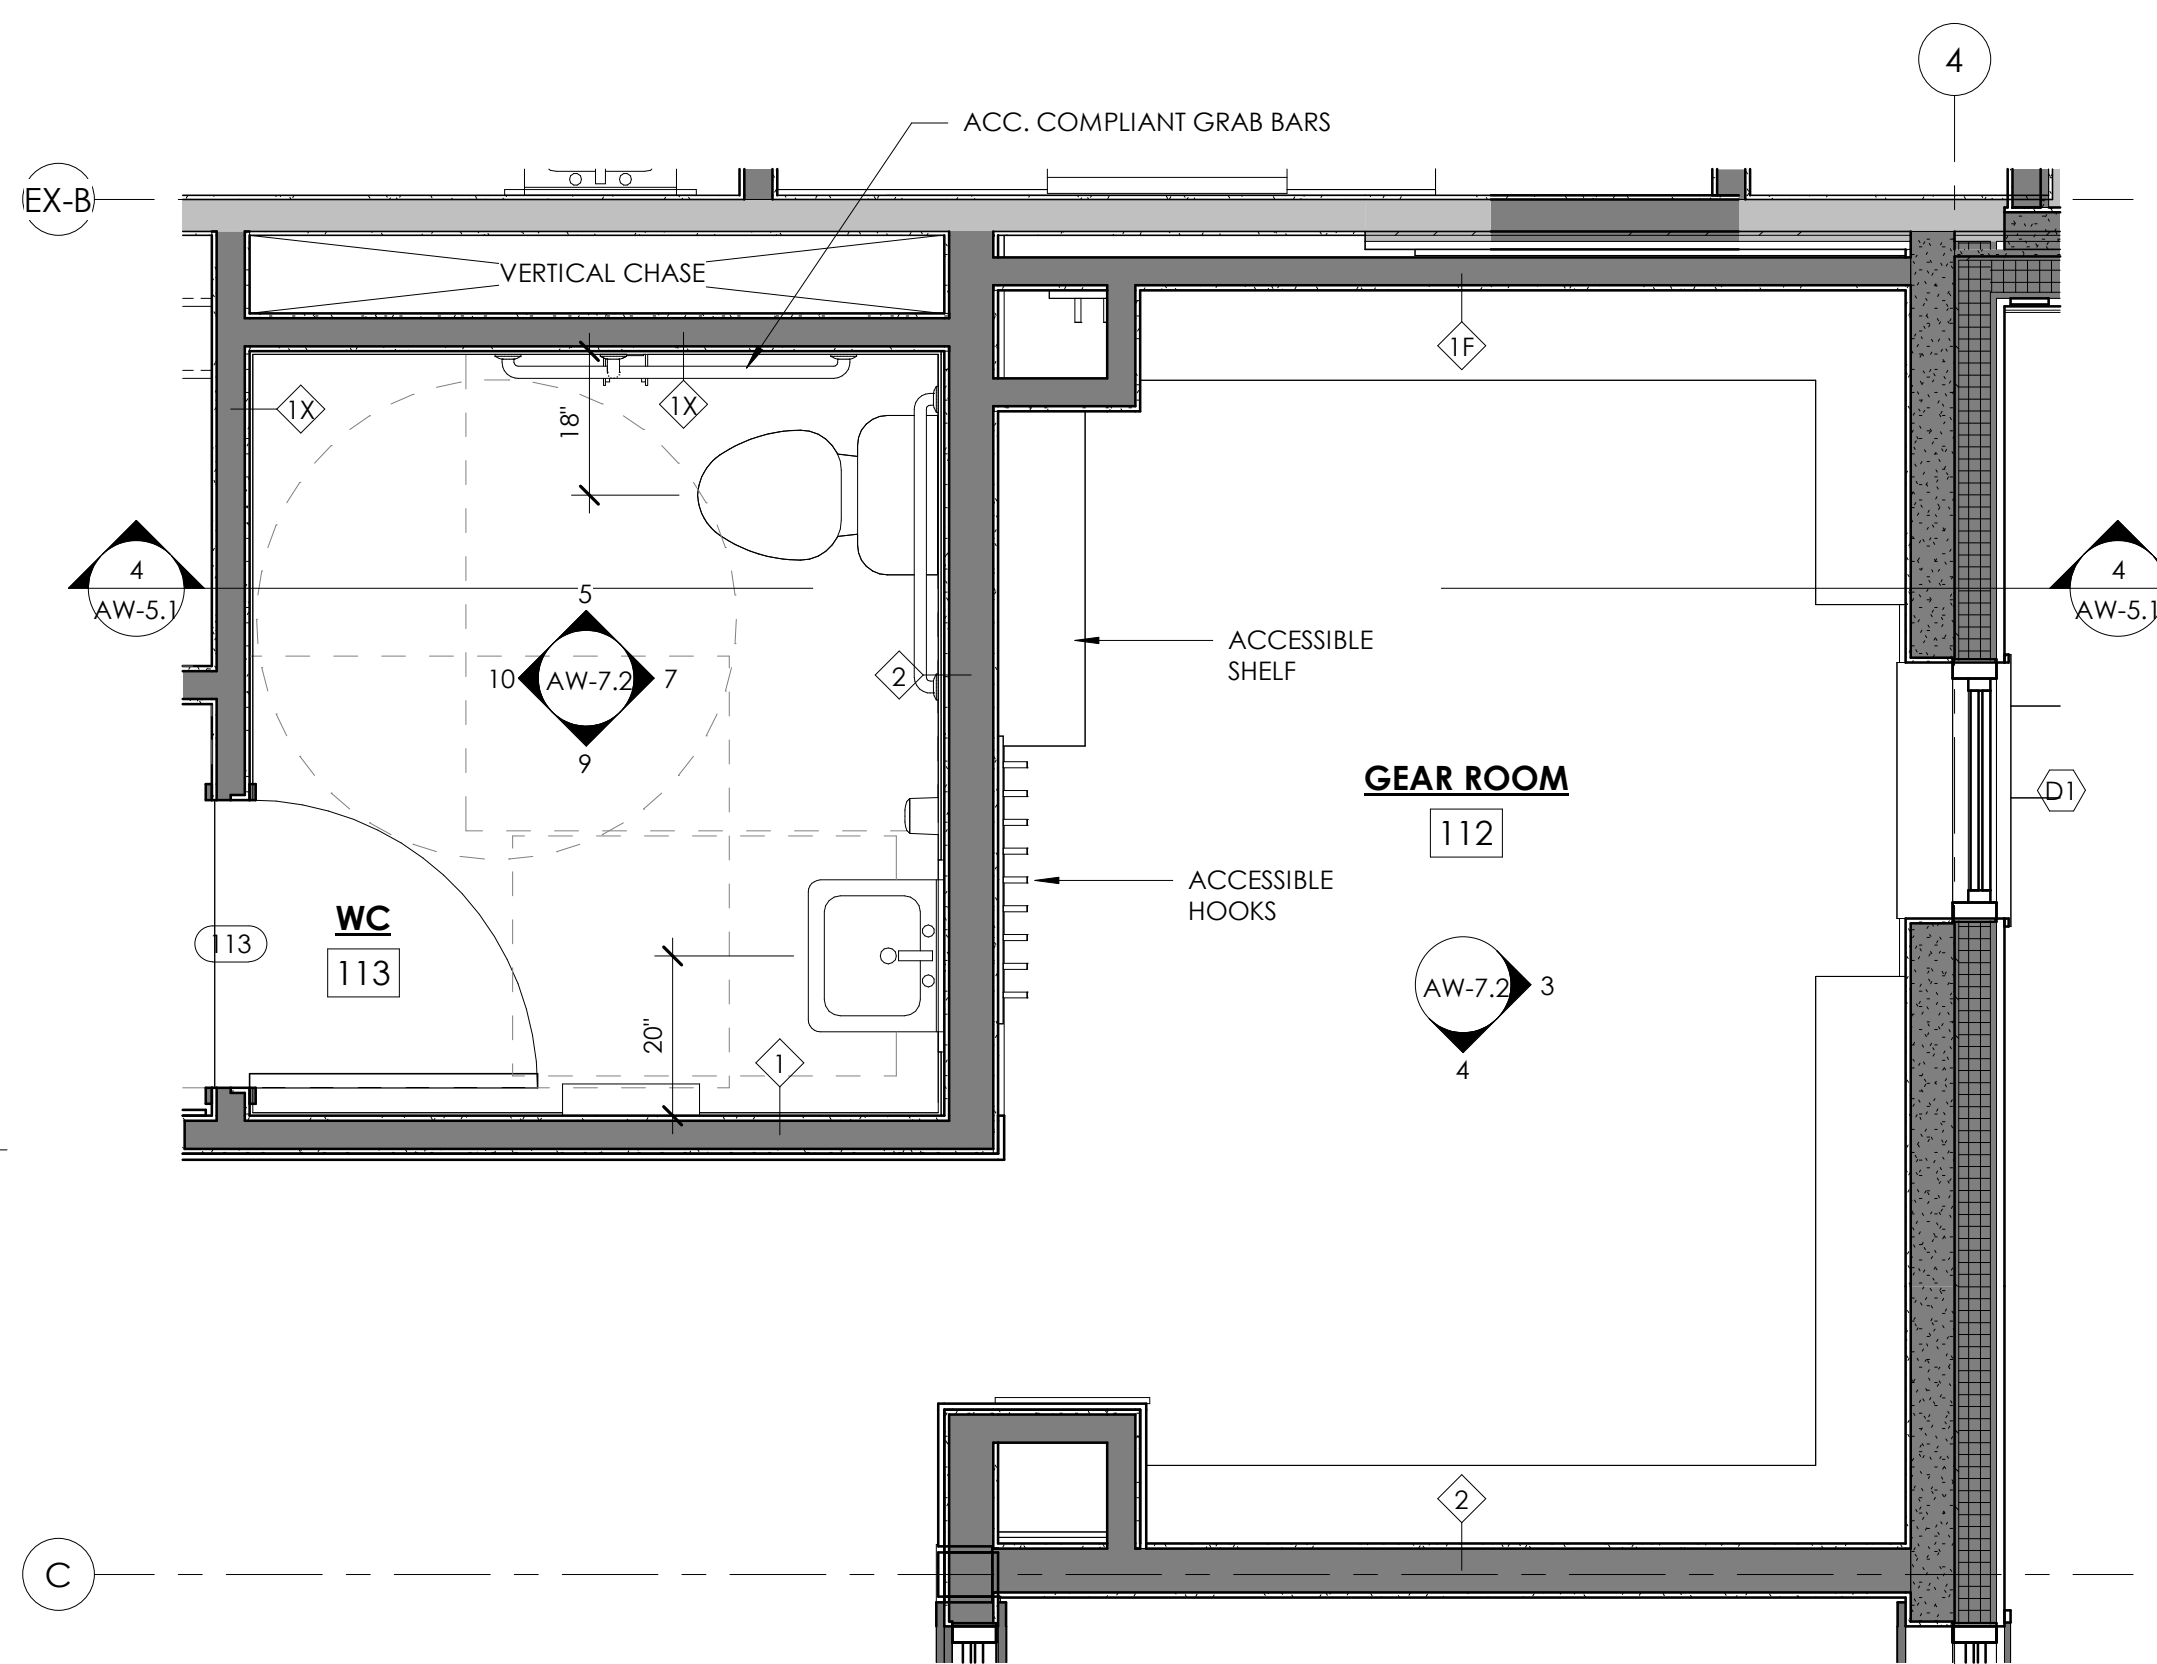 4
ACC. COMPLIANT GRAB BARS
EX-B
VERTICAL CHASE
1F
1X
1X
18"
4
AW-5.1
5
10
AW-7.2
7
9
2
ACCESSIBLE
SHELF
4
AW-5.1
GEAR ROOM
112
D1
ACCESSIBLE
HOOKS
WC
113
113
AW-7.2
3
4
20"
1
2
C